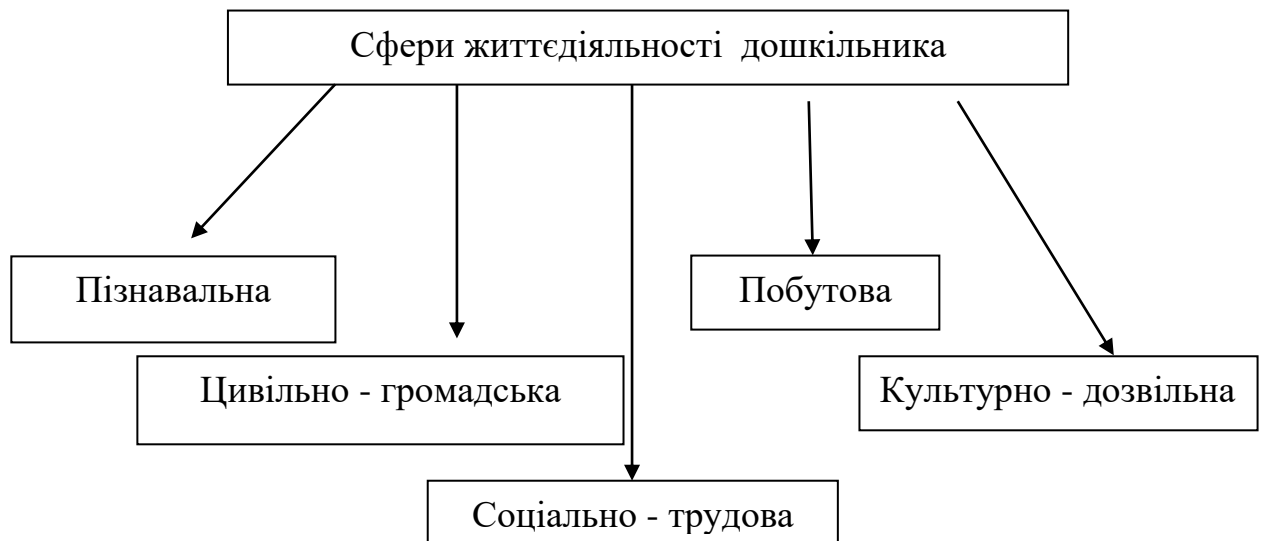 Сфери життєдіяльності дошкільника
Пізнавальна
Побутова
Цивільно - громадська
Культурно - дозвільна
Соціально - трудова